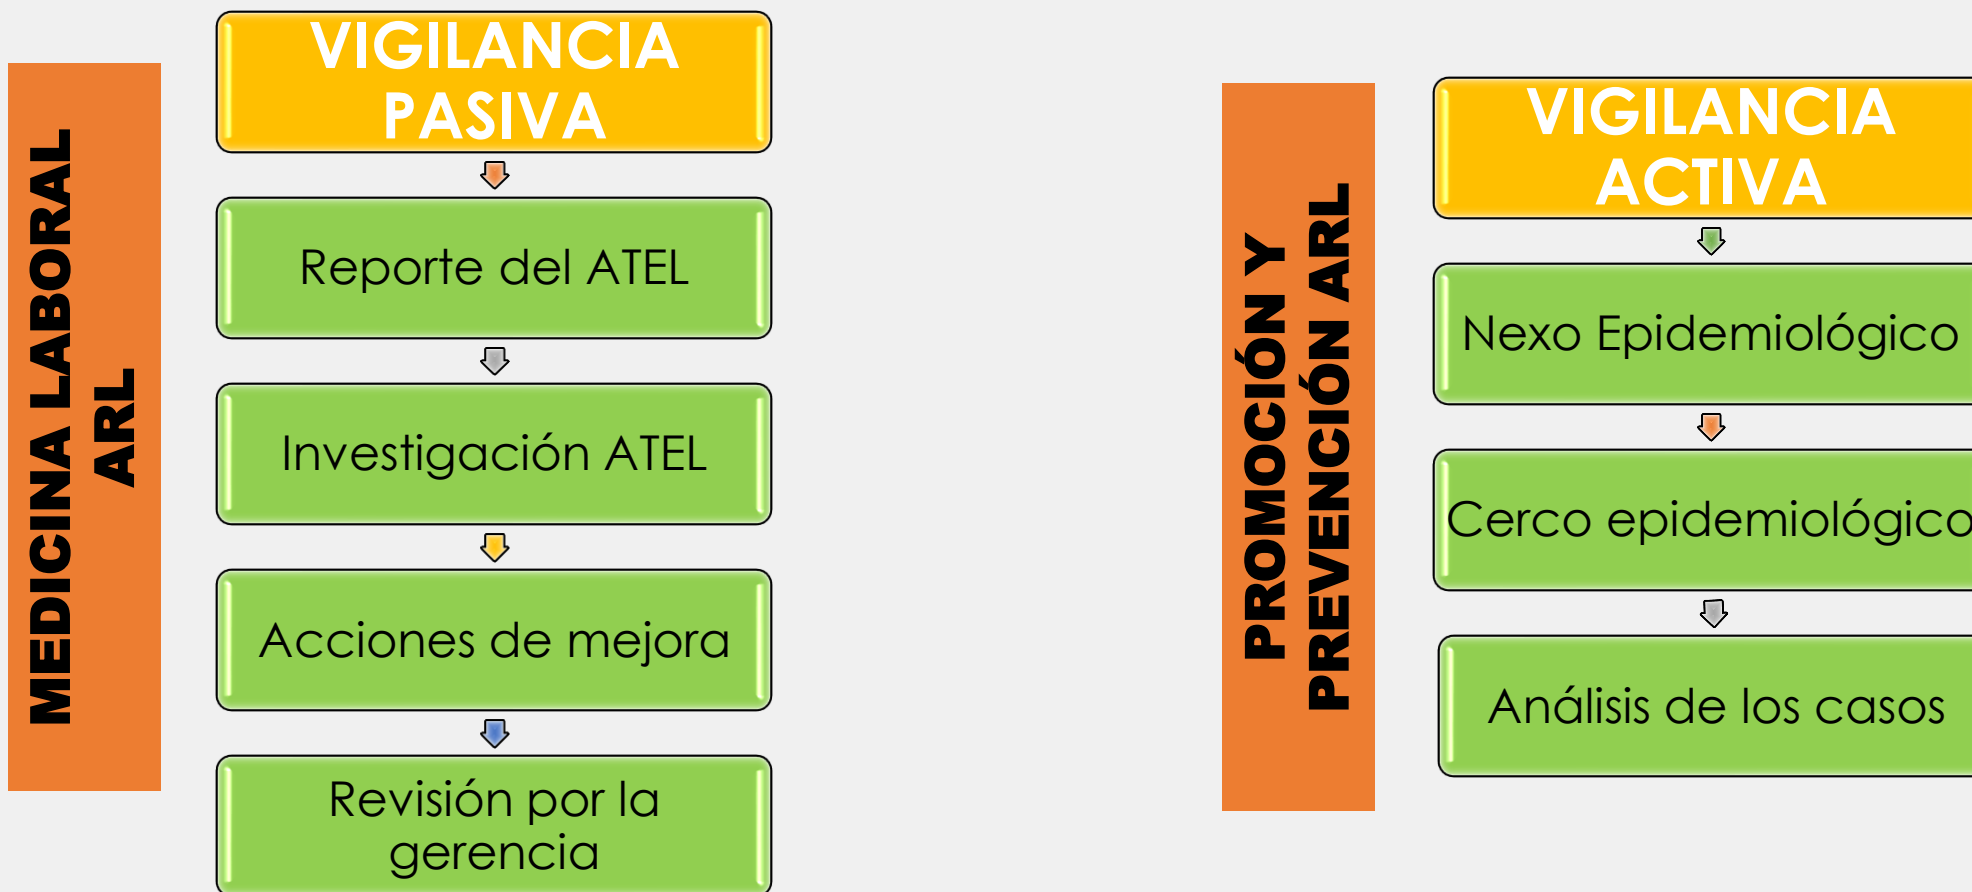 MEDICINA LABORAL
ARL
VIGILANCIA
PASIVA
Reporte del ATEL
Investigación ATEL
Acciones de mejora
Revisión por la
gerencia
PROMOCIÓN Y
PREVENCIÓN ARL
VIGILANCIA
ACTIVA
Nexo Epidemiológico
Cerco epidemiológico
Análisis de los casos